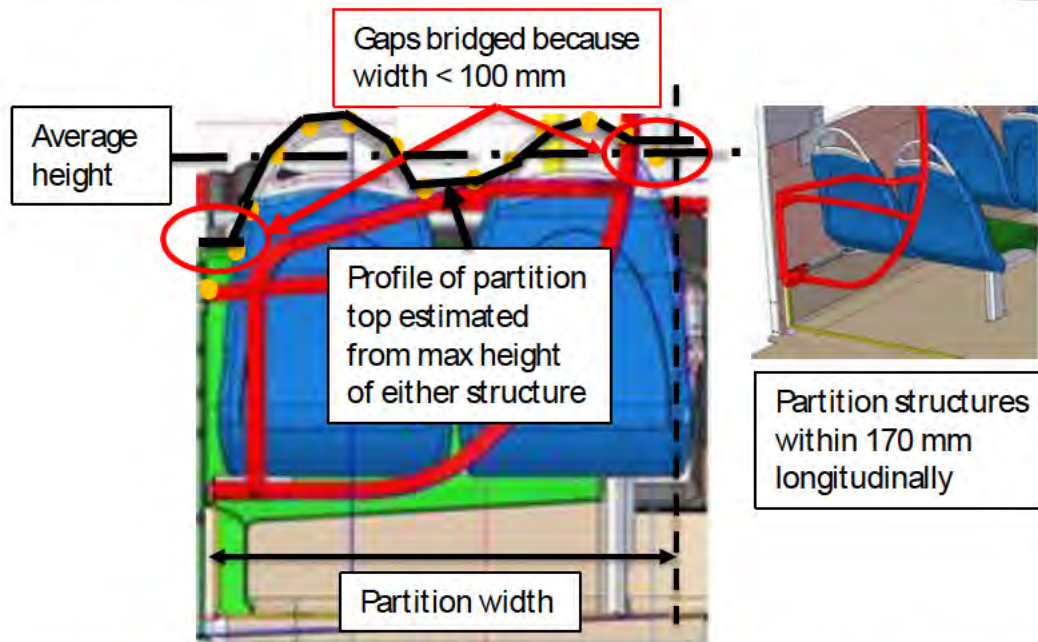 Gaps bridged because
width < 100 mm
Average
height
Profile of partition
top estimated
from max height
of either structure
Partition structures
within 170 mm
longitudinally
Partition width